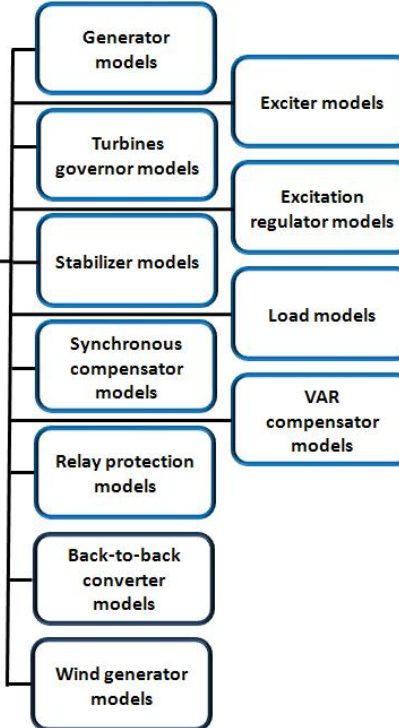 Generator
models
Exciter models
Turbines
governor models
Excitation
regulator models
Stabilizer models
Load models
Synchronous
compensator
models
VAR
compensator
models
Relay protection
models
Back-to-back
converter
models
Wind generator
models